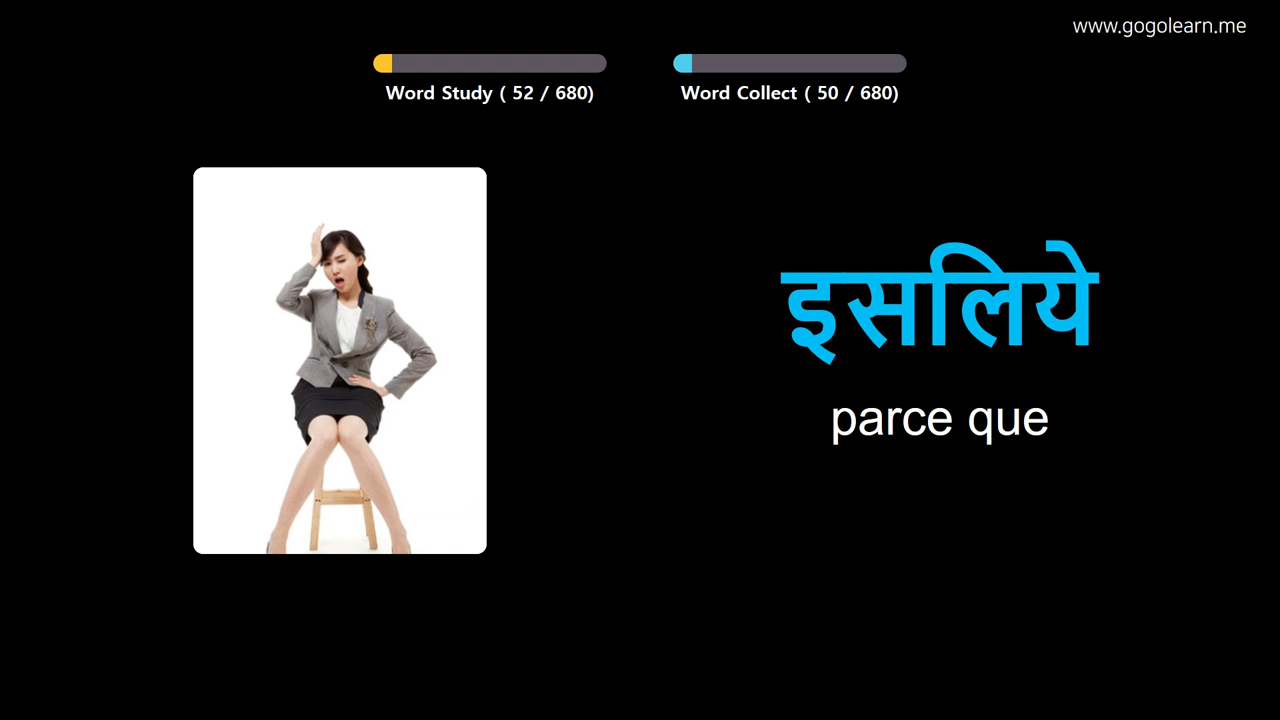 www.gogolearn.me
Word Study ( 52 / 680)
Word Collect ( 50 / 680)
इसलिये
parce que